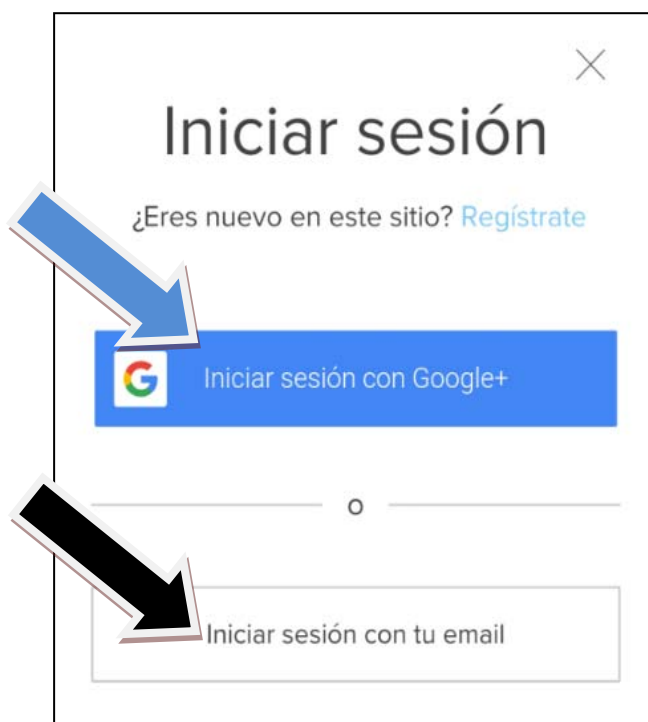 Iniciar sesión
¿Eres nuevo en este sitio? Regístrate
G Iniciar sesión con Google+
o
Iniciar sesión con tu email